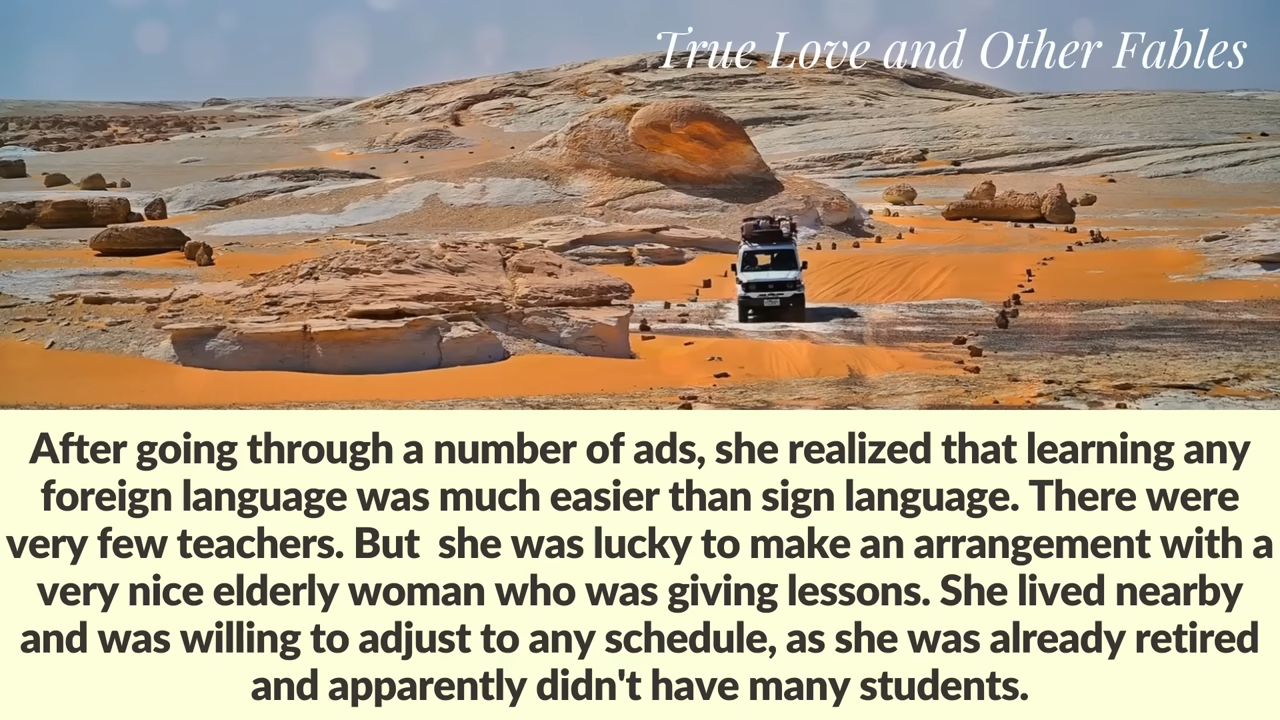 True Love and Other Fables
After going through a number of ads, she realized that learning any
foreign language was much easier than sign language. There were
very few teachers. But  she was lucky to make an arrangement with a
very nice elderly woman who was giving lessons. She lived nearby
and was willing to adjust to any schedule, as she was already retired
and apparently didn't have many students.